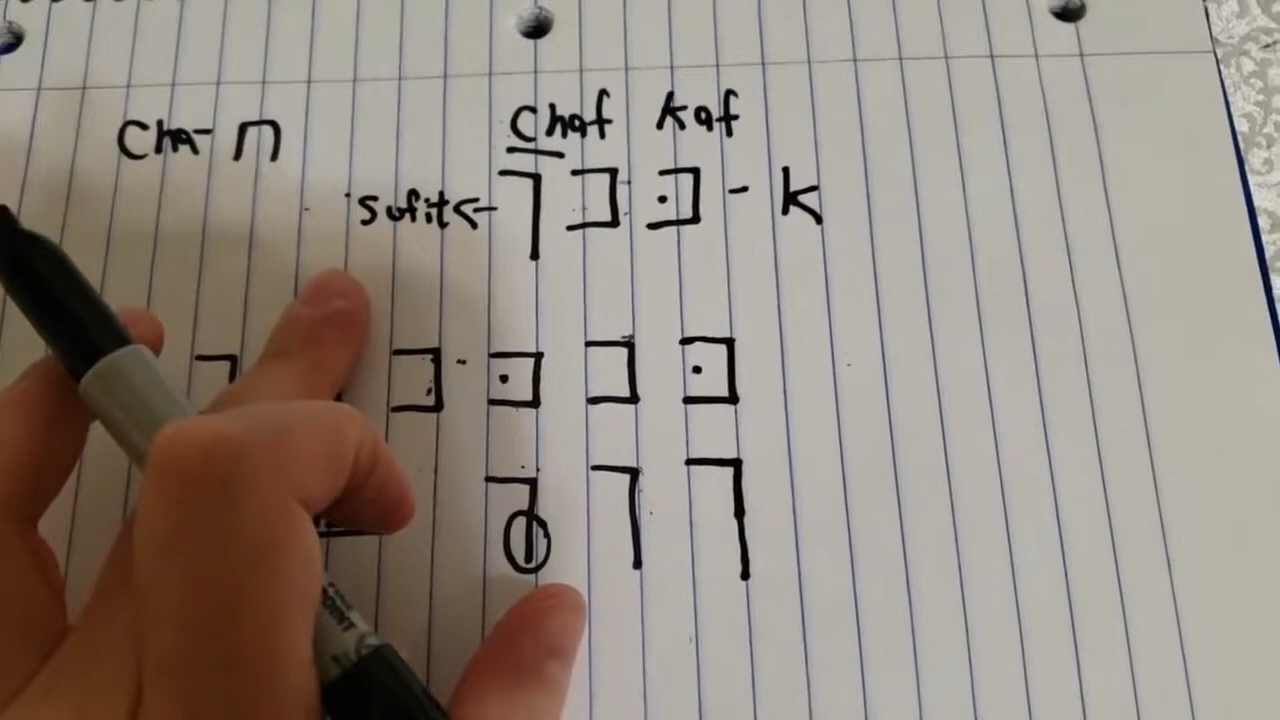 Chaf Kaf
Cha- ח
Sofit<- ך כ כּ - K
כ כּ כ כּ
ך ך ך